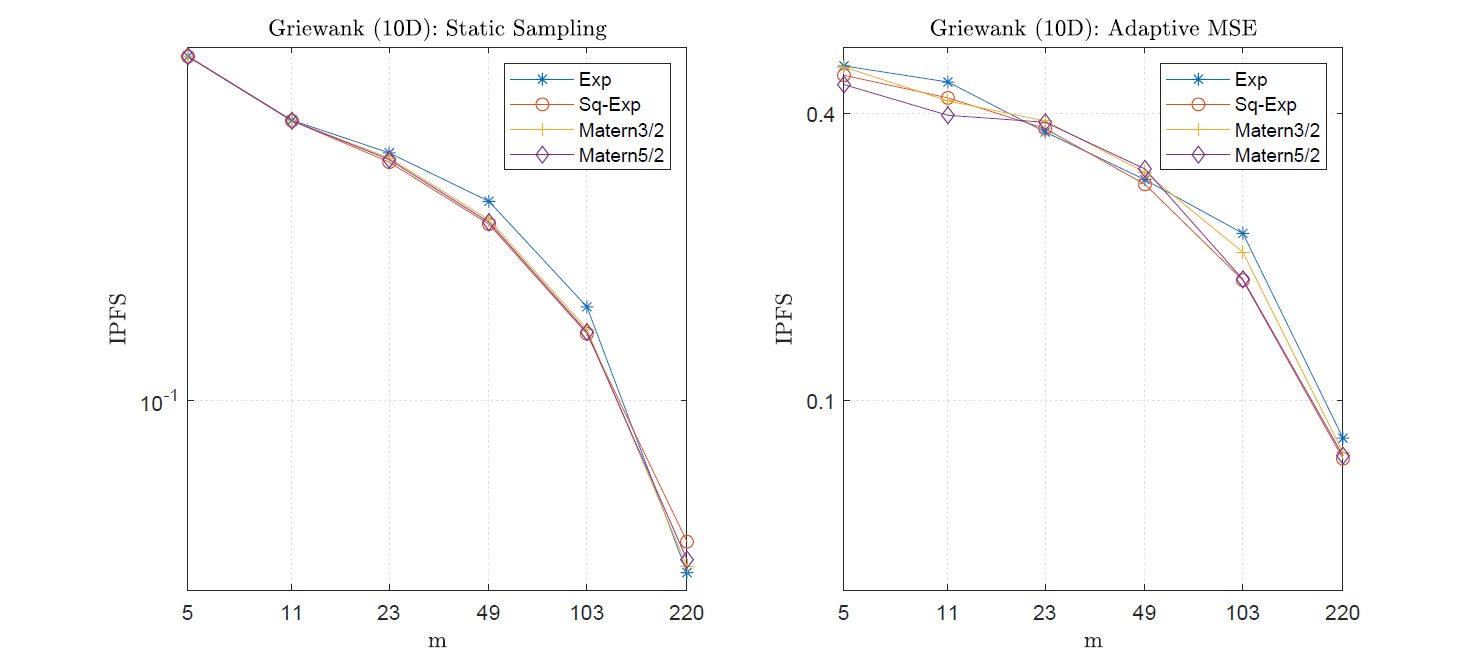 Griewank (10D): Static Sampling
Exp
Sq-Exp
Matern3/2
Matern5/2
IPFS
10^-1
5 11 23 49 103 220
m
Griewank (10D): Adaptive MSE
Exp
Sq-Exp
Matern3/2
Matern5/2
0.4
IPFS
0.1
5 11 23 49 103 220
m